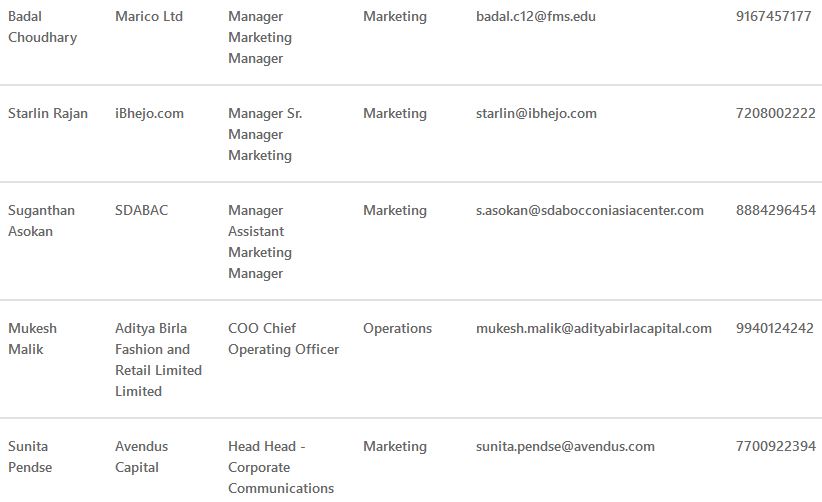 Badal Choudhary Marico Ltd Manager Marketing Manager Marketing badal.c12@fms.edu 9167457177
Starlin Rajan iBhejo.com Manager Sr. Manager Marketing Marketing starlin@ibhejo.com 7208002222
Suganthan Asokan SDABAC Manager Assistant Marketing Manager Marketing s.asokan@sdabocconiasiacenter.com 8884296454
Mukesh Malik Aditya Birla Fashion and Retail Limited Limited COO Chief Operating Officer Operations mukesh.malik@adityabirlacapital.com 9940124242
Sunita Pendse Avendus Capital Head Head - Corporate Communications Marketing sunita.pendse@avendus.com 7700922394